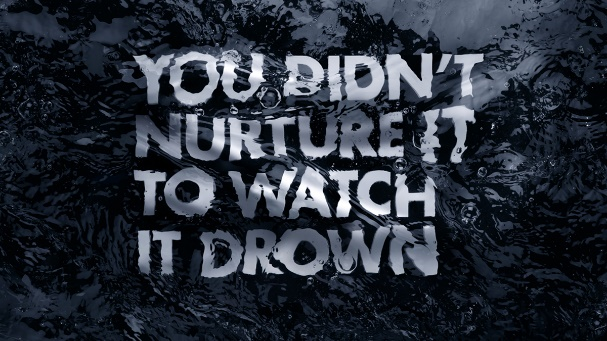 YOU DIDN'T
NURTURE IT
TO WATCH
IT DROWN